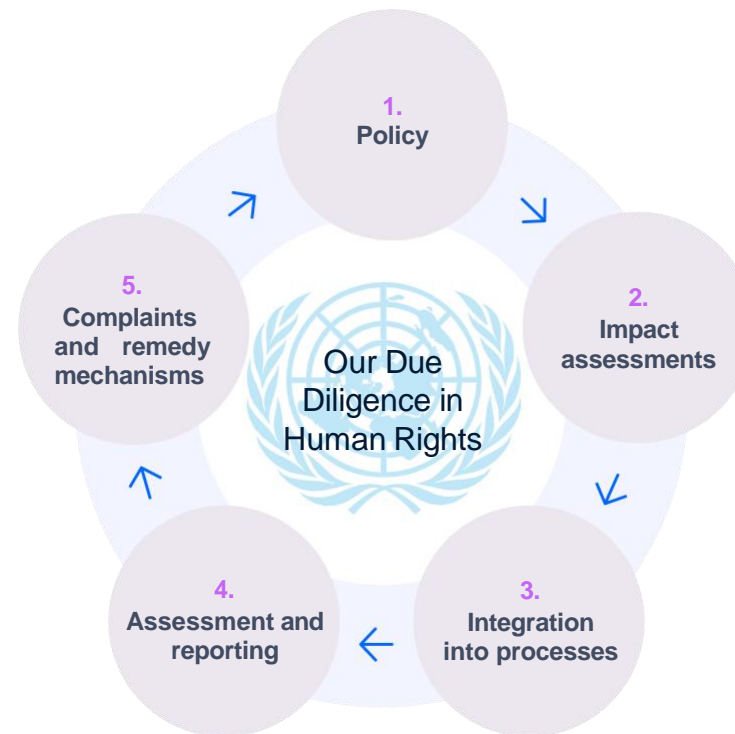 1.
Policy
2.
Impact
assessments
3.
Integration
into processes
4.
Assessment and
reporting
5.
Complaints
and remedy
mechanisms
Our Due
Diligence in
Human Rights